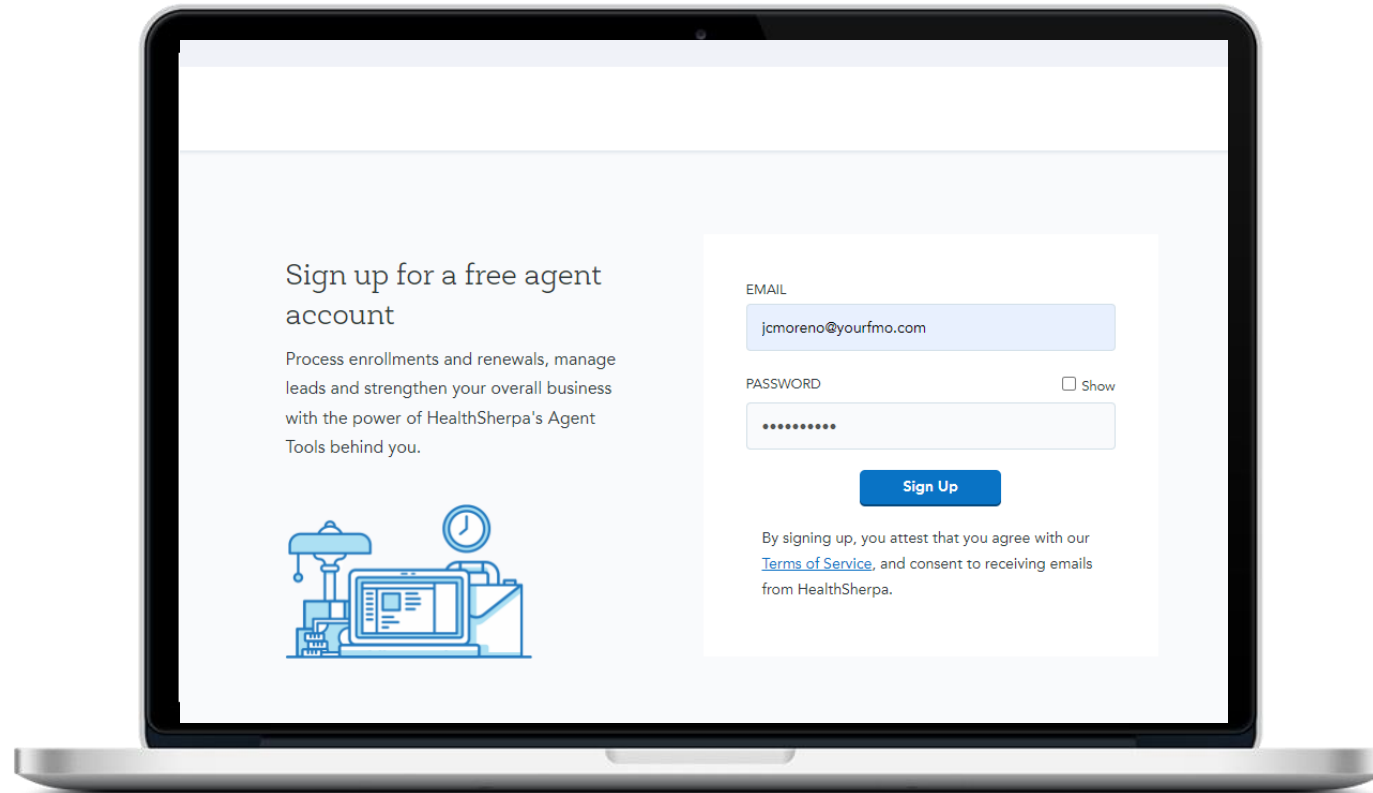 Sign up for a free agent
account
Process enrollments and renewals, manage
leads and strengthen your overall business
with the power of HealthSherpa's Agent
Tools behind you.
EMAIL
jcmoreno@yourfmo.com
PASSWORD
Show
••••••••••
Sign Up
By signing up, you attest that you agree with our
Terms of Service, and consent to receiving emails
from HealthSherpa.